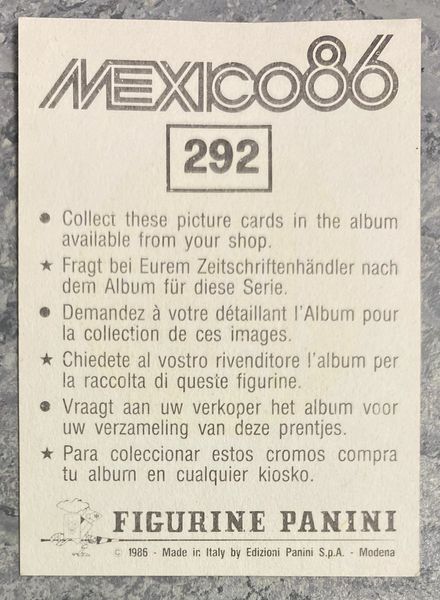 MEXICO86
292
● Collect these picture cards in the album
available from your shop.
★ Fragt bei Eurem Zeitschriftenhändler nach
dem Album für diese Serie.
● Demandez à votre détaillant l'Album pour
la collection de ces images.
★ Chiedete al vostro rivenditore l'album per
la raccolta di queste figurine.
● Vraagt aan uw verkoper het album voor
uw verzameling van deze prentjes.
★ Para coleccionar estos cromos compra
tu album en cualquier kiosko.
FIGURINE PANINI
© 1986 - Made in Italy by Edizioni Panini S.p.A. - Modena